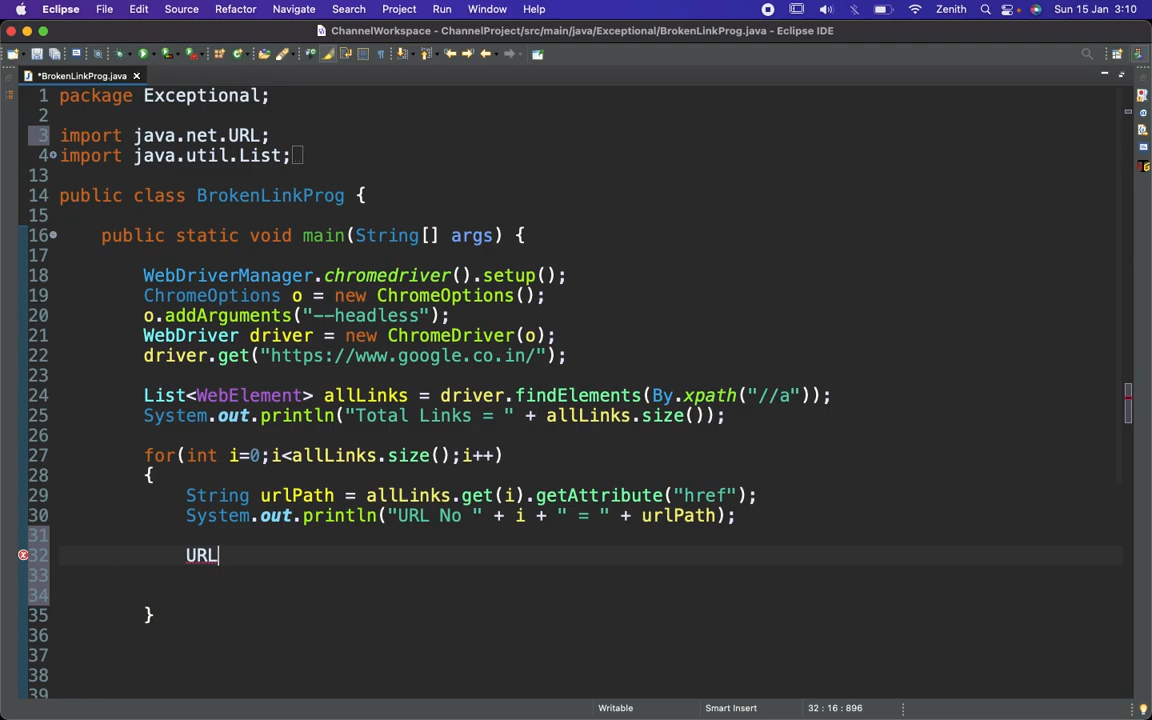 Eclipse File Edit Source Refactor Navigate Search Project Run Window Help Zenith Sun 15 Jan 3:10
ChannelWorkspace - ChannelProject/src/main/java/Exceptional/BrokenLinkProg.java - Eclipse IDE
*BrokenLinkProg.java
1 package Exceptional;
2
3 import java.net.URL;
4 import java.util.List;
13
14 public class BrokenLinkProg {
15
16 public static void main(String[] args) {
17
18 WebDriverManager.chromedriver().setup();
19 ChromeOptions o = new ChromeOptions();
20 o.addArguments("--headless");
21 WebDriver driver = new ChromeDriver(o);
22 driver.get("https://www.google.co.in/");
23
24 List<WebElement> allLinks = driver.findElements(By.xpath("//a"));
25 System.out.println("Total Links = " + allLinks.size());
26
27 for(int i=0;i<allLinks.size();i++)
28 {
29 String urlPath = allLinks.get(i).getAttribute("href");
30 System.out.println("URL No " + i + " = " + urlPath);
31
32 URL
33
34
35 }
36
37
38
39
Writable Smart Insert 32 : 16 : 896